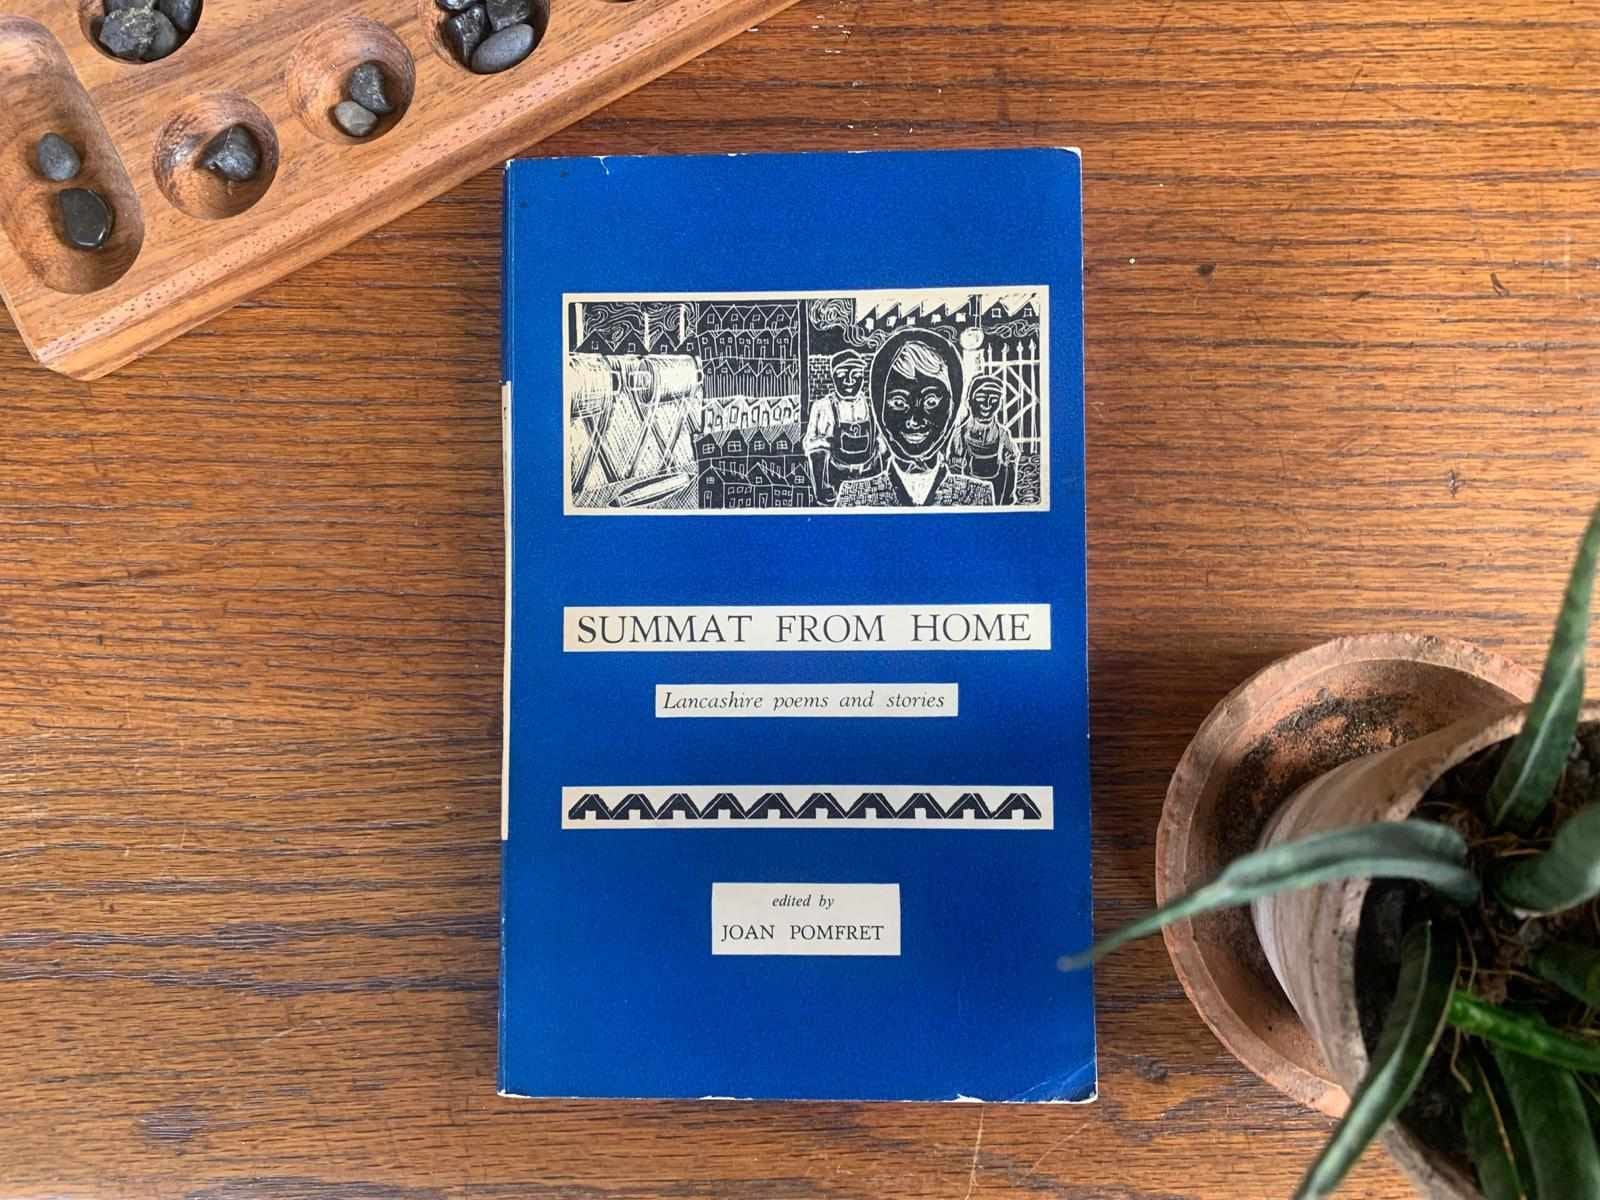 SUMMAT FROM HOME
Lancashire poems and stories
edited by
JOAN POMFRET